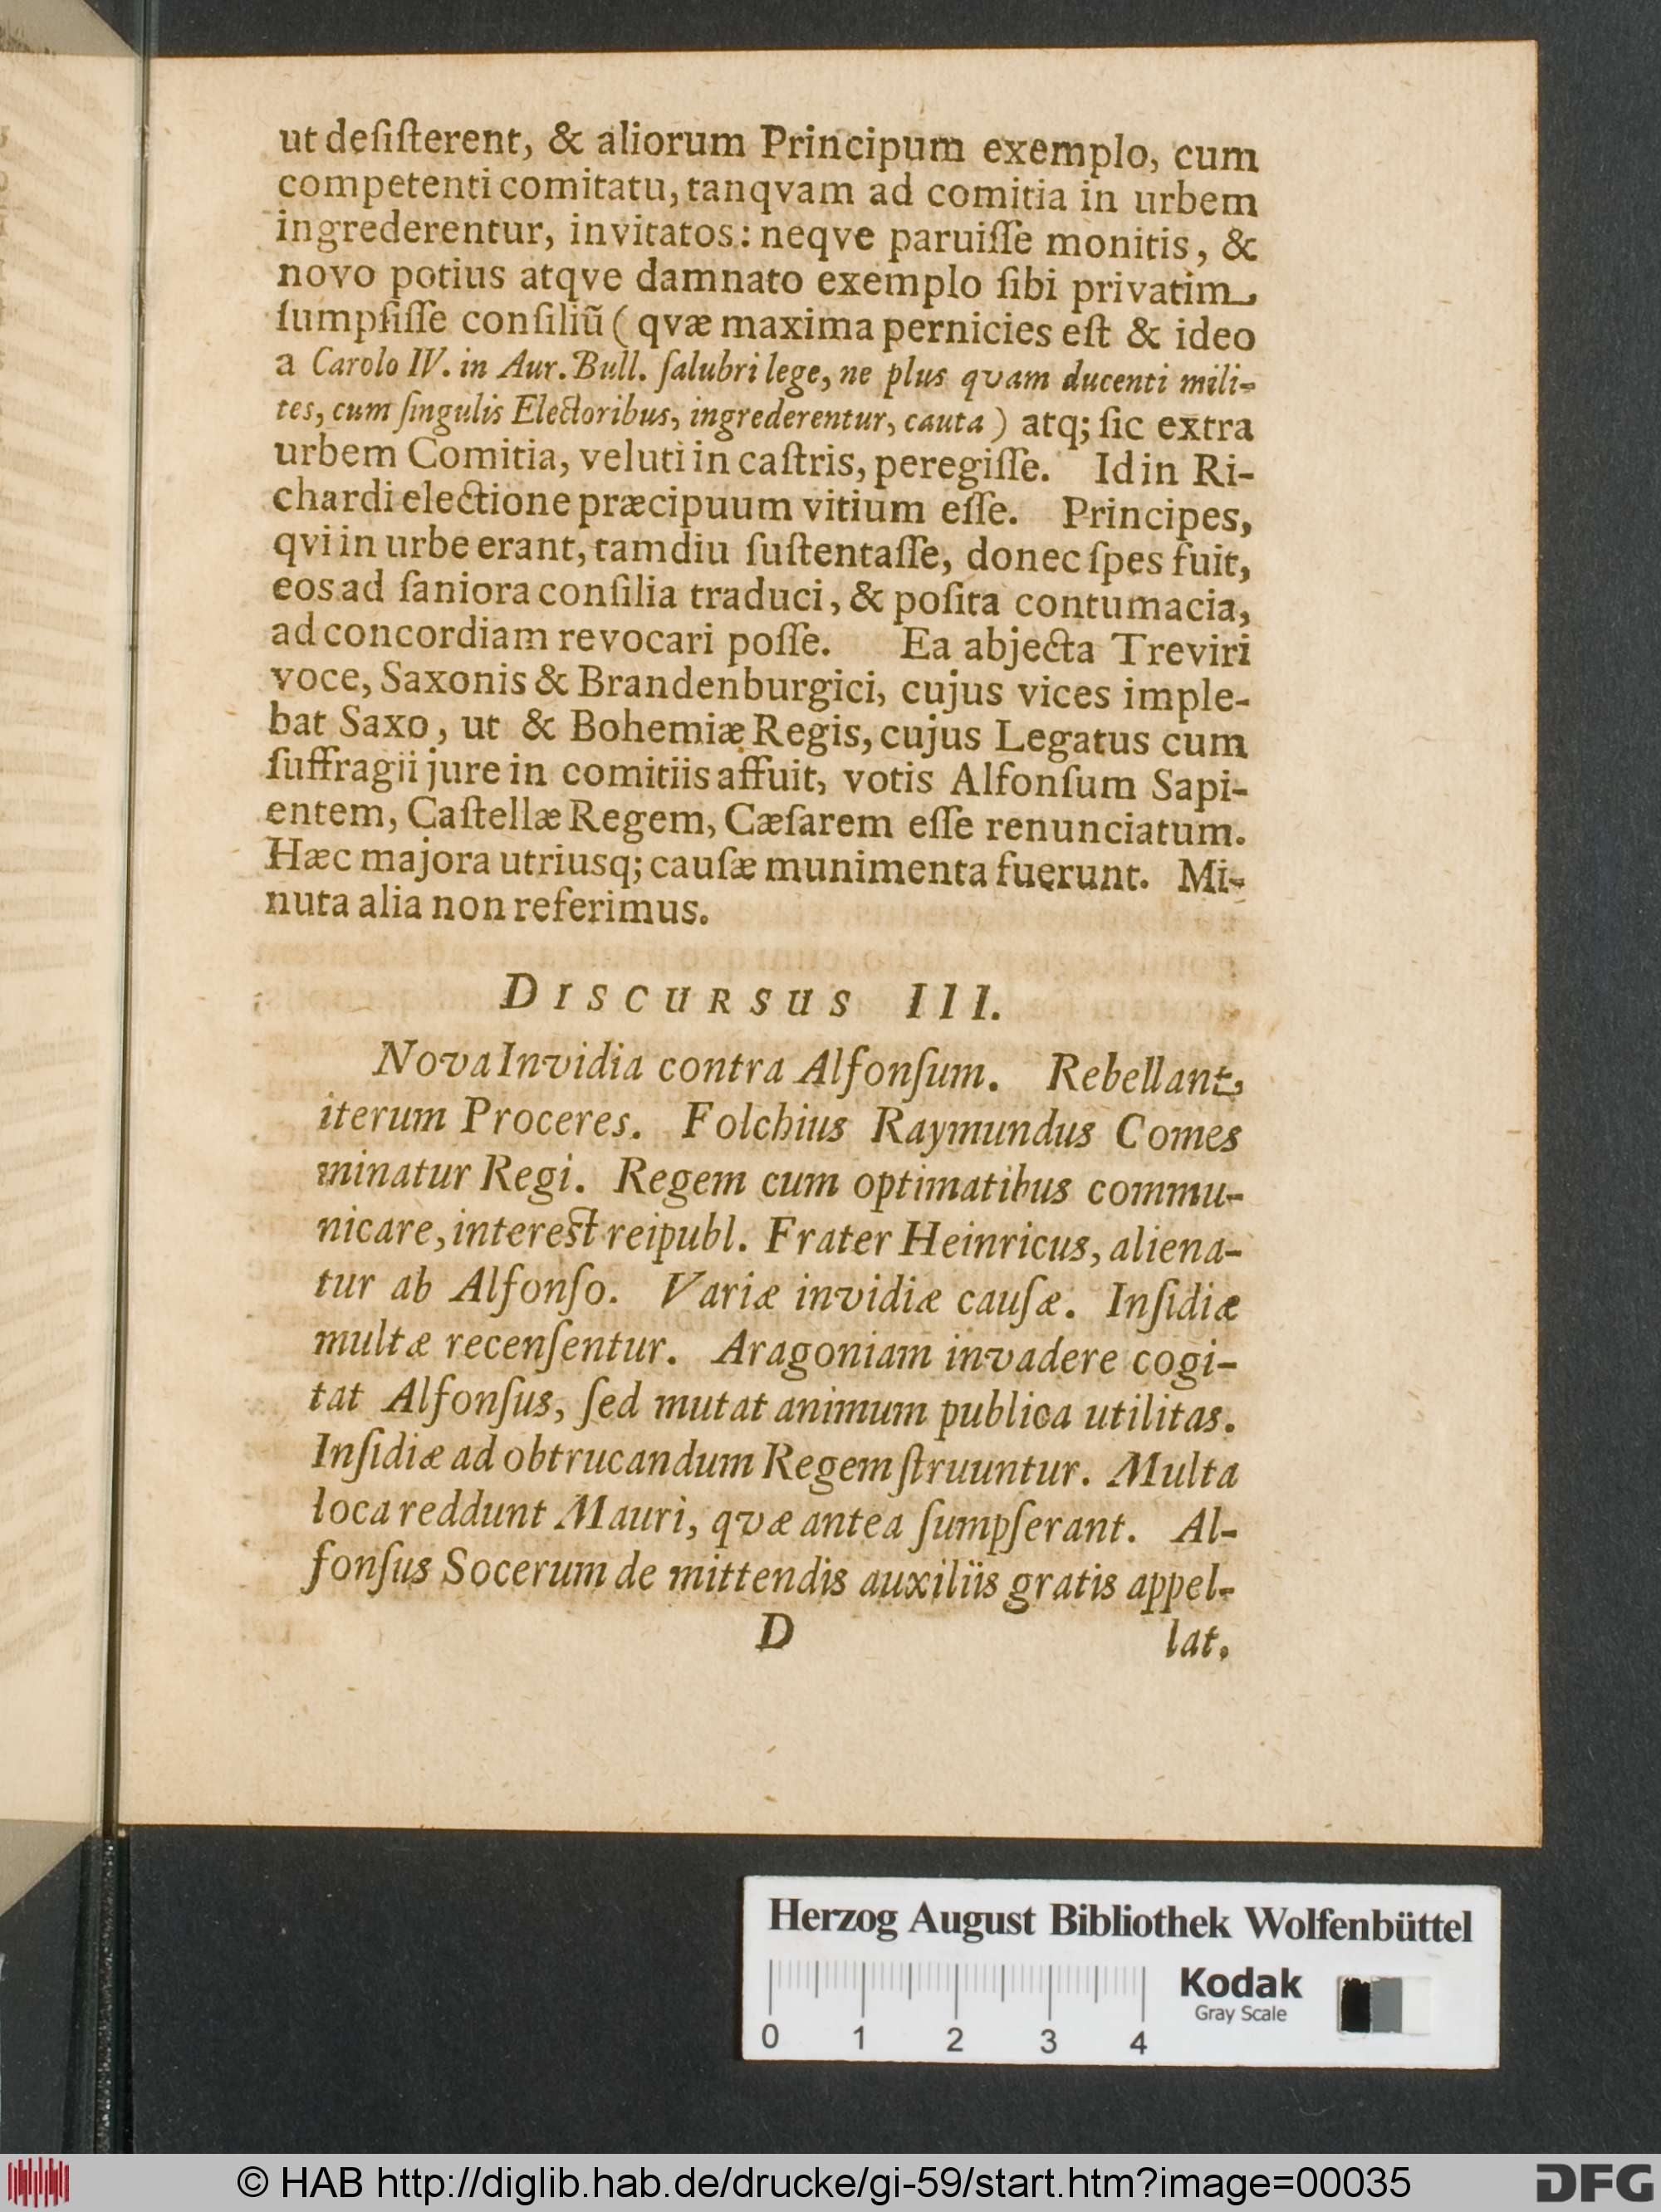 ut deſiſterent, & aliorum Principum exemplo, cum
competenti comitatu, tanqvam ad comitia in urbem
ingrederentur, invitatos: neqve paruiſſe monitis, &
novo potius atqve damnato exemplo ſibi privatim
ſumpſiſſe conſiliũ (qvæ maxima pernicies eſt & ideo
a Carolo IV. in Aur. Bull. ſalubri lege, ne plus qvam ducenti mili-
tes, cum ſingulis Electoribus, ingrederentur, cauta) atq; ſic extra
urbem Comitia, veluti in caſtris, peregiſſe. Id in Ri-
chardi electione præcipuum vitium eſſe. Principes,
qvi in urbe erant, tamdiu ſuſtentaſſe, donec ſpes fuit,
eos ad ſaniora conſilia traduci, & poſita contumacia,
ad concordiam revocari poſſe. Ea abjecta Treviri
voce, Saxonis & Brandenburgici, cujus vices imple-
bat Saxo, ut & Bohemiæ Regis, cujus Legatus cum
ſuffragii jure in comitiis affuit, votis Alfonſum Sapi-
entem, Caſtellæ Regem, Cæſarem eſſe renunciatum.
Hæc majora utriusq; cauſæ munimenta fuerunt. Mi-
nuta alia non referimus.
DISCURSUS III.
Nova Invidia contra Alfonſum. Rebellant,
iterum Proceres. Folchius Raymundus Comes
minatur Regi. Regem cum optimatibus commu-
nicare, intereſt reipubl. Frater Heinricus, aliena-
tur ab Alfonſo. Variæ invidiæ cauſæ. Inſidiæ
multæ recenſentur. Aragoniam invadere cogi-
tat Alfonſus, ſed mutat animum publica utilitas.
Inſidiæ ad obtrucandum Regem ſtruuntur. Multa
loca reddunt Mauri, qvæ antea ſumpſerant. Al-
fonſus Socerum de mittendis auxiliis gratis appel-
D lat.
Herzog August Bibliothek Wolfenbüttel
Kodak
Gray Scale
0 1 2 3 4
© HAB http://diglib.hab.de/drucke/gi-59/start.htm?image=00035
DFG